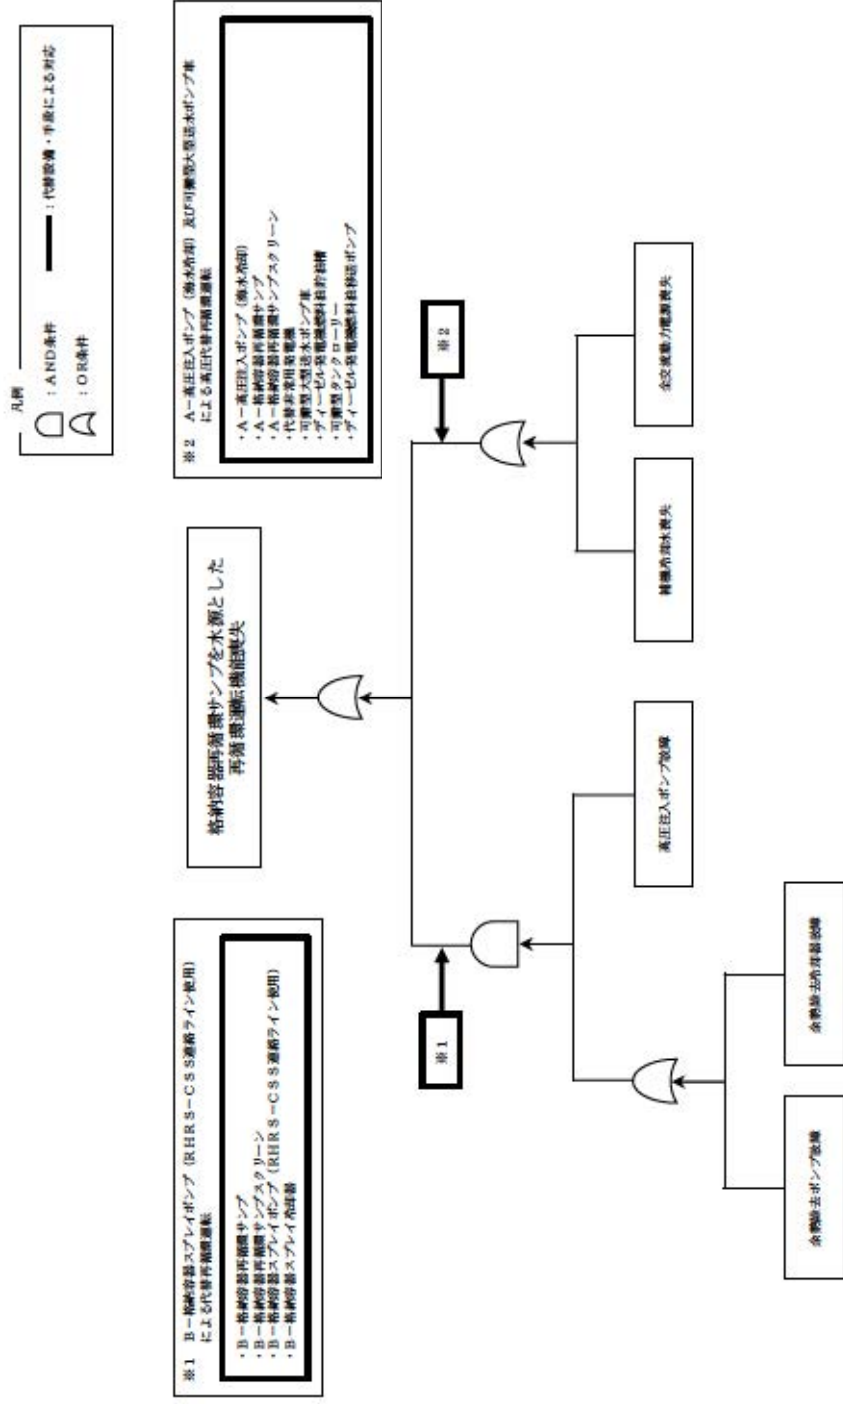 凡例
：AND条件
：代替設備・手段による対応
：OR条件
※1　B－格納容器スプレイポンプ（RHRS－CSS連絡ライン使用）
による代替再循環運転
・B－格納容器再循環サンプ
・B－格納容器再循環サンプスクリーン
・B－格納容器スプレイポンプ（RHRS－CSS連絡ライン使用）
・B－格納容器スプレイ冷却器
格納容器再循環サンプを水源とした
再循環運転機能喪失
※2　A－高圧注入ポンプ（海水冷却）及び可搬型大型送水ポンプ車
による高圧代替再循環運転
・A－高圧注入ポンプ（海水冷却）
・A－格納容器再循環サンプ
・A－格納容器再循環サンプスクリーン
・代替非常用発電機
・可搬型大型送水ポンプ車
・ディーゼル発電機燃料油貯油槽
・可搬型タンクローリー
・ディーゼル発電機燃料油移送ポンプ
※1
※2
高圧注入ポンプ故障
補機冷却水喪失
全交流動力電源喪失
余熱除去ポンプ故障
余熱除去冷却器故障